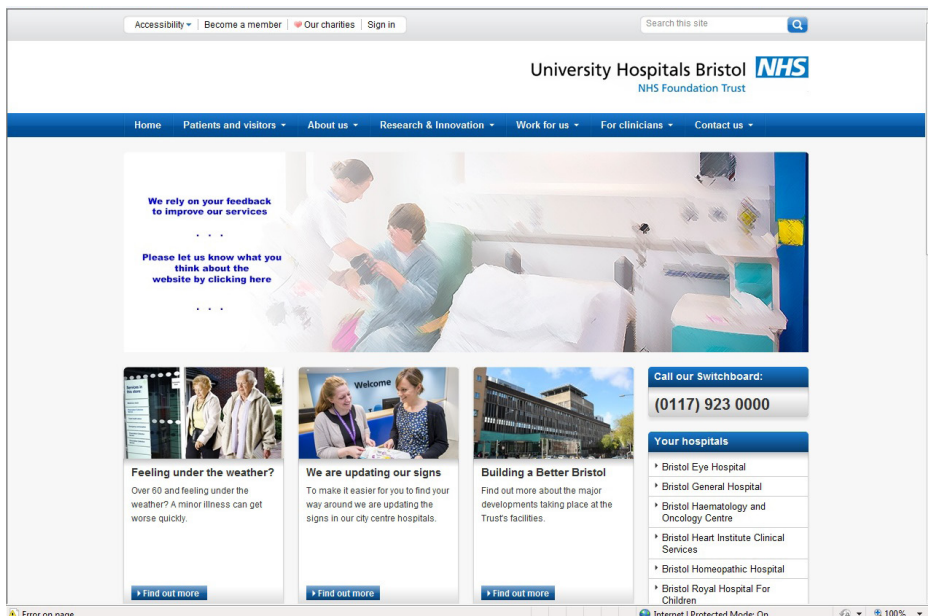 Accessibility
Become a member
Our charities
Sign in
Search this site
University Hospitals Bristol NHS
NHS Foundation Trust
Home
Patients and visitors
About us
Research & Innovation
Work for us
For clinicians
Contact us
We rely on your feedback
to improve our services
. . .
Please let us know what you
think about the
website by clicking here
. . .
Welcome
Feeling under the weather?
Over 60 and feeling under the
weather? A minor illness can get
worse quickly.
Find out more
We are updating our signs
To make it easier for you to find your
way around we are updating the
signs in our city centre hospitals.
Find out more
Building a Better Bristol
Find out more about the major
developments taking place at the
Trust's facilities.
Find out more
Call our Switchboard:
(0117) 923 0000
Your hospitals
Bristol Eye Hospital
Bristol General Hospital
Bristol Haematology and
Oncology Centre
Bristol Heart Institute Clinical
Services
Bristol Homeopathic Hospital
Bristol Royal Hospital For
Children
Error on page
Internet | Protected Mode: On
100%